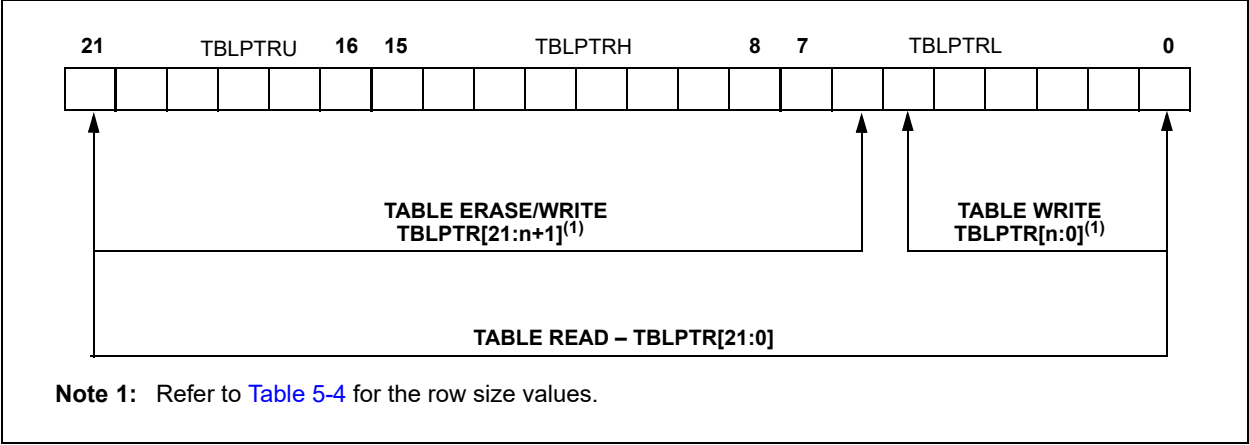 21 TBLPTRU 16 15 TBLPTRH 8 7 TBLPTRL 0
TABLE ERASE/WRITE
TBLPTR[21:n+1](1)
TABLE WRITE
TBLPTR[n:0](1)
TABLE READ – TBLPTR[21:0]
Note 1: Refer to Table 5-4 for the row size values.